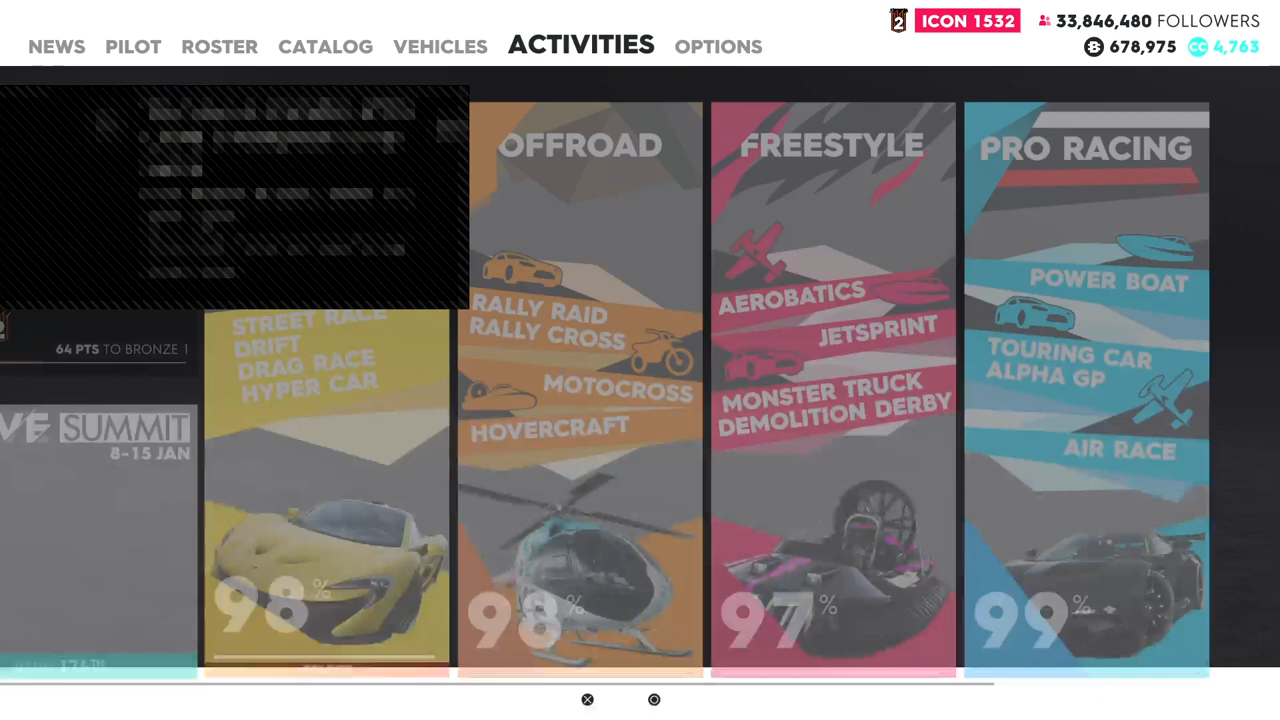 2 ICON 1532 33,846,480 FOLLOWERS
NEWS PILOT ROSTER CATALOG VEHICLES ACTIVITIES OPTIONS
678,975 CC 4,763
64 PTS TO BRONZE 1
SUMMIT
8-15 JAN
STREET RACE
DRIFT
DRAG RACE
HYPER CAR
98%
OFFROAD
RALLY RAID
RALLY CROSS
MOTOCROSS
HOVERCRAFT
98%
FREESTYLE
AEROBATICS
JETSPRINT
MONSTER TRUCK
DEMOLITION DERBY
97%
PRO RACING
POWER BOAT
TOURING CAR
ALPHA GP
AIR RACE
99%